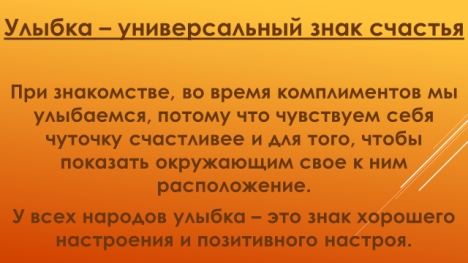 Улыбка – универсальный знак счастья
При знакомстве, во время комплиментов мы
улыбаемся, потому что чувствуем себя
чуточку счастливее и для того, чтобы
показать окружающим свое к ним
расположение.
У всех народов улыбка – это знак хорошего
настроения и позитивного настроя.